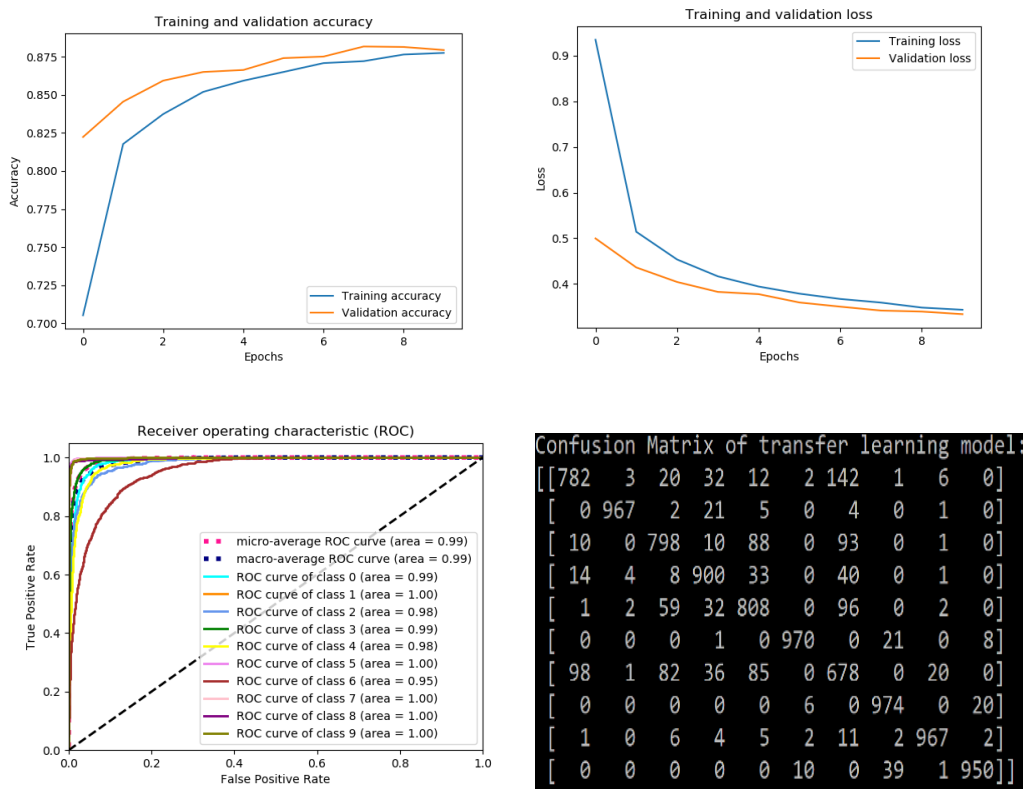 Training and validation accuracy
0.875
0.850
0.825
0.800
0.775
0.750
0.725
0.700
Accuracy
Training accuracy
Validation accuracy
0 2 4 6 8
Epochs
Training and validation loss
0.9
0.8
0.7
0.6
0.5
0.4
Loss
Training loss
Validation loss
0 2 4 6 8
Epochs
Receiver operating characteristic (ROC)
1.0
0.8
0.6
0.4
0.2
0.0
True Positive Rate
micro-average ROC curve (area = 0.99)
macro-average ROC curve (area = 0.99)
ROC curve of class 0 (area = 0.99)
ROC curve of class 1 (area = 1.00)
ROC curve of class 2 (area = 0.98)
ROC curve of class 3 (area = 0.99)
ROC curve of class 4 (area = 0.98)
ROC curve of class 5 (area = 1.00)
ROC curve of class 6 (area = 0.95)
ROC curve of class 7 (area = 1.00)
ROC curve of class 8 (area = 1.00)
ROC curve of class 9 (area = 1.00)
0.0 0.2 0.4 0.6 0.8 1.0
False Positive Rate
Confusion Matrix of transfer learning model:
[[782 3 20 32 12 2 142 1 6 0]
[ 0 967 2 21 5 0 4 0 1 0]
[ 10 0 798 10 88 0 93 0 1 0]
[ 14 4 8 900 33 0 40 0 1 0]
[ 1 2 59 32 808 0 96 0 2 0]
[ 0 0 0 1 0 970 0 21 0 8]
[ 98 1 82 36 85 0 678 0 20 0]
[ 0 0 0 0 0 6 0 974 0 20]
[ 1 0 6 4 5 2 11 2 967 2]
[ 0 0 0 0 0 10 0 39 1 950]]